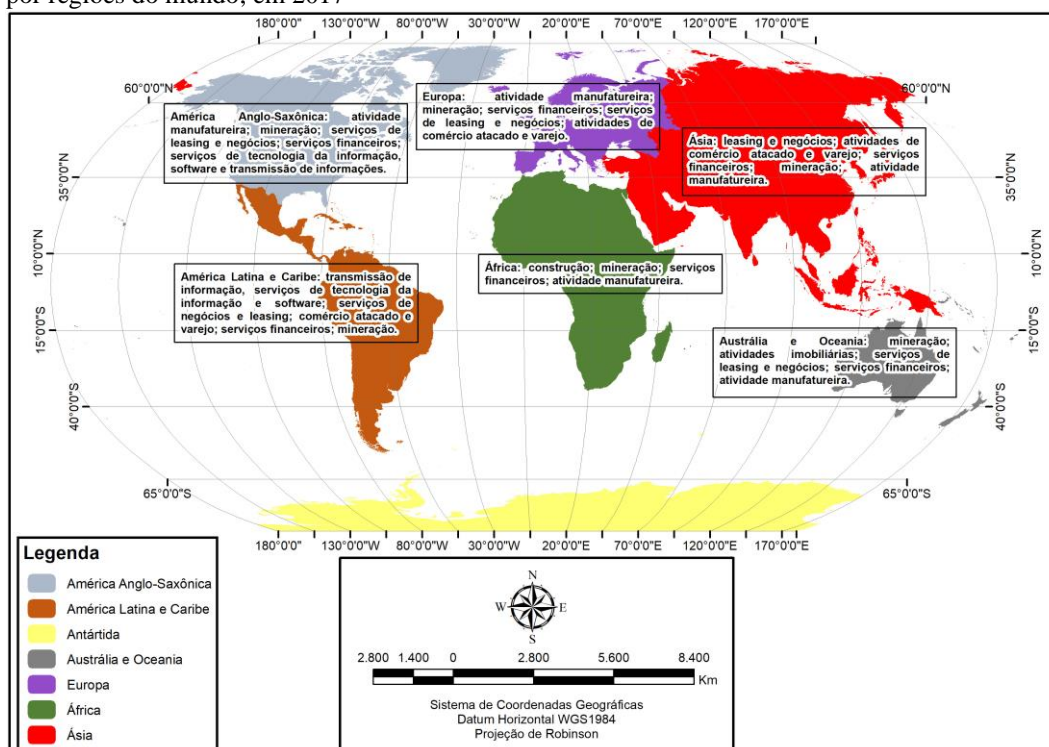 por regiões do mundo, em 2017
180°0'0" 130°0'0"W 80°0'0"W 30°0'0"W 20°0'0"E 70°0'0"E 120°0'0"E 170°0'0"E
60°0'0"N
60°0'0"N
América Anglo-Saxônica: atividade
manufatureira; mineração; serviços de
leasing e negócios; serviços financeiros;
serviços de tecnologia da informação,
software e transmissão de informações.
Europa: atividade manufatureira;
mineração; serviços financeiros; serviços
de leasing e negócios; atividades de
comércio atacado e varejo.
Ásia: leasing e negócios; atividades de
comércio atacado e varejo; serviços
financeiros; mineração; atividade
manufatureira.
35°0'0"N
35°0'0"N
10°0'0"N
10°0'0"N
América Latina e Caribe: transmissão de
informação, serviços de tecnologia da
informação e software; serviços de
negócios e leasing; comércio atacado e
varejo; serviços financeiros; mineração.
África: construção; mineração; serviços
financeiros; atividade manufatureira.
15°0'0"S
15°0'0"S
Austrália e Oceania: mineração;
atividades imobiliárias; serviços de
leasing e negócios; serviços financeiros;
atividade manufatureira.
40°0'0"S
40°0'0"S
65°0'0"S
65°0'0"S
180°0'0" 130°0'0"W 80°0'0"W 30°0'0"W 20°0'0"E 70°0'0"E 120°0'0"E 170°0'0"E
Legenda
América Anglo-Saxônica
América Latina e Caribe
Antártida
Austrália e Oceania
Europa
África
Ásia
N
W E
S
2.800 1.400 0 2.800 5.600 8.400
Km
Sistema de Coordenadas Geográficas
Datum Horizontal WGS1984
Projeção de Robinson